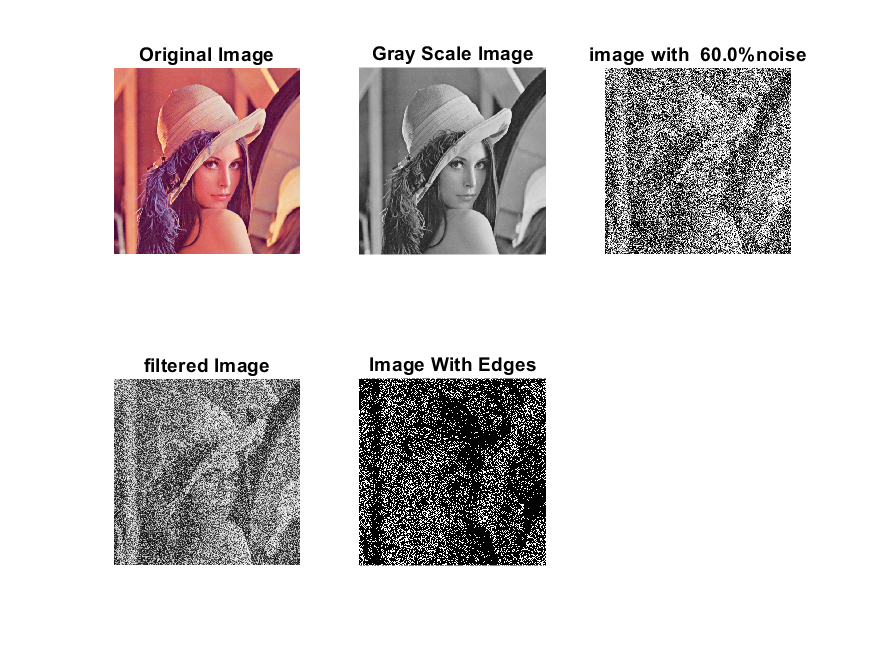 Original Image
Gray Scale Image
image with  60.0%noise
filtered Image
Image With Edges